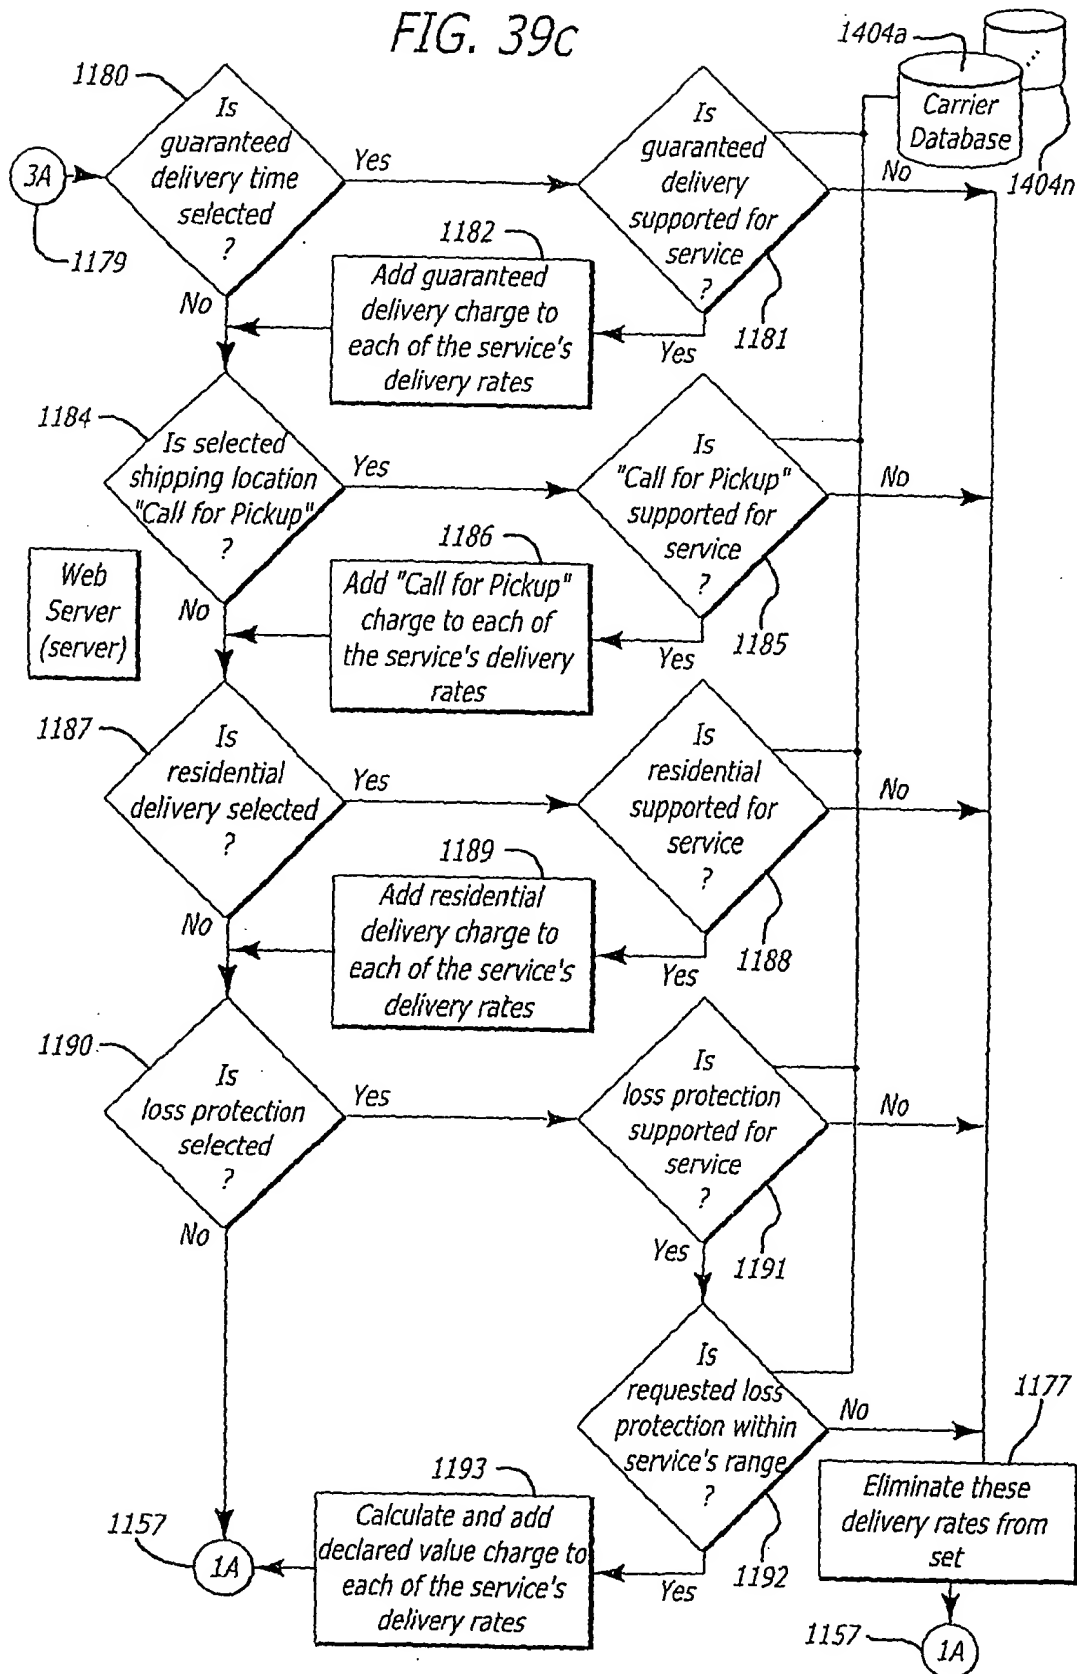 FIG. 39c
1404a
Carrier
Database
1404n
1180
Is
guaranteed
delivery time
selected
?
3A
1179
Yes
No
Is
guaranteed
delivery
supported for
service
?
1181
No
Yes
1182
Add guaranteed
delivery charge to
each of the service's
delivery rates
1184
Is selected
shipping location
"Call for Pickup"
?
Yes
No
Is
"Call for Pickup"
supported for
service
?
1185
No
Yes
1186
Add "Call for Pickup"
charge to each of
the service's delivery
rates
Web
Server
(server)
1187
Is
residential
delivery selected
?
Yes
No
Is
residential
supported for
service
?
1188
No
Yes
1189
Add residential
delivery charge to
each of the service's
delivery rates
1190
Is
loss protection
selected
?
Yes
No
Is
loss protection
supported for
service
?
1191
No
Yes
Is
requested loss
protection within
service's range
?
1192
No
Yes
1193
Calculate and add
declared value charge to
each of the service's
delivery rates
1157
1A
1177
Eliminate these
delivery rates from
set
1157
1A